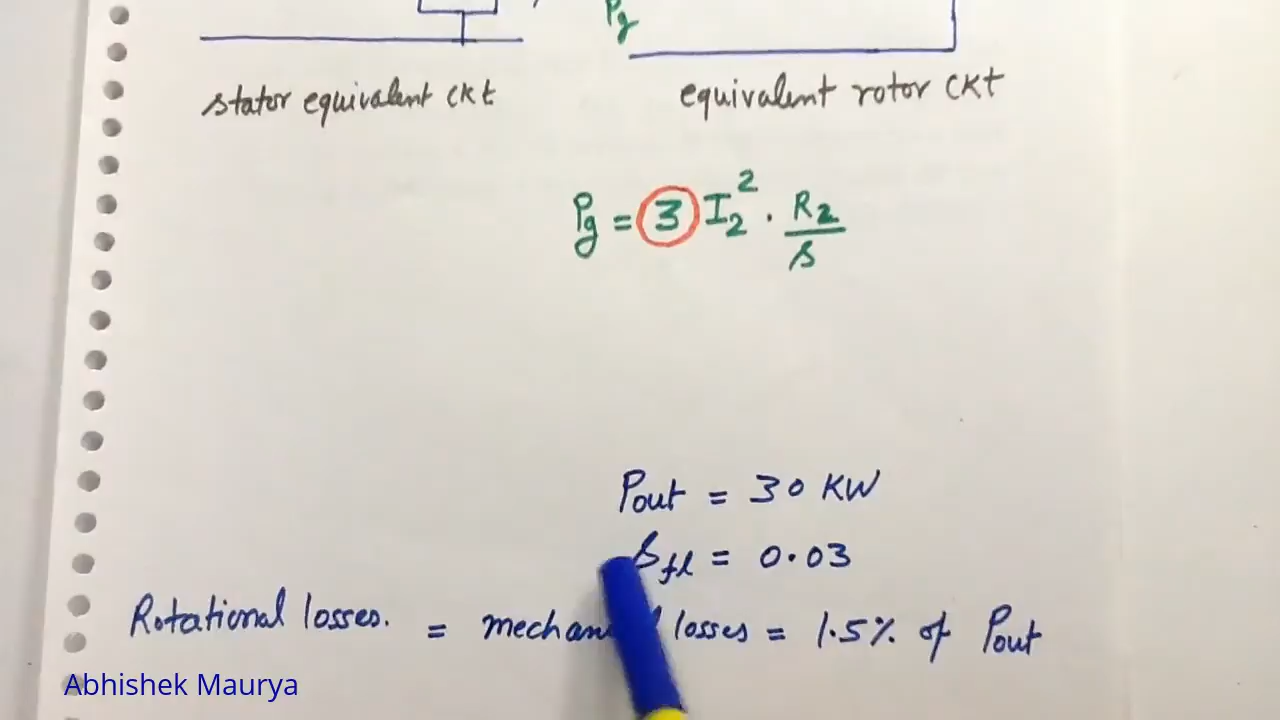 Pg
stator equivalent ckt
equivalent rotor CKT
Pg = 3 I₂² · R₂/s
Pout = 30 KW
s_fl = 0.03
Rotational losses. = mechan losses = 1.5% of Pout
Abhishek Maurya